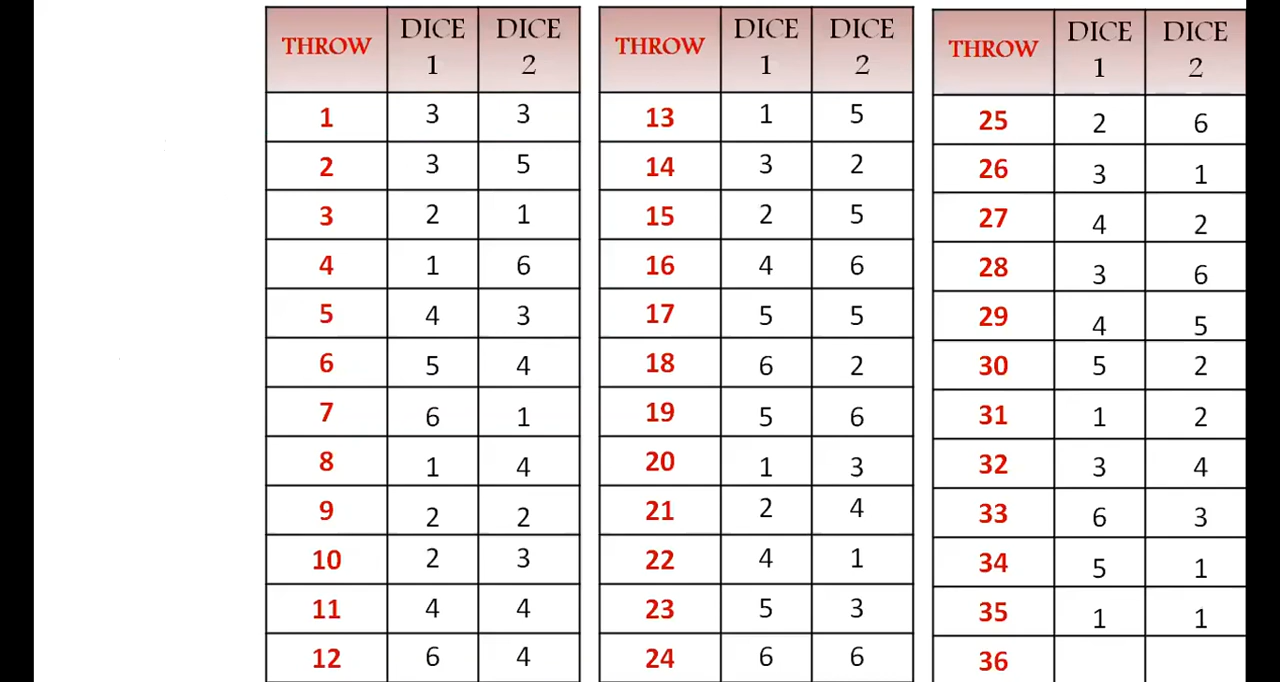 THROW DICE 1 DICE 2
1 3 3
2 3 5
3 2 1
4 1 6
5 4 3
6 5 4
7 6 1
8 1 4
9 2 2
10 2 3
11 4 4
12 6 4
THROW DICE 1 DICE 2
13 1 5
14 3 2
15 2 5
16 4 6
17 5 5
18 6 2
19 5 6
20 1 3
21 2 4
22 4 1
23 5 3
24 6 6
THROW DICE 1 DICE 2
25 2 6
26 3 1
27 4 2
28 3 6
29 4 5
30 5 2
31 1 2
32 3 4
33 6 3
34 5 1
35 1 1
36